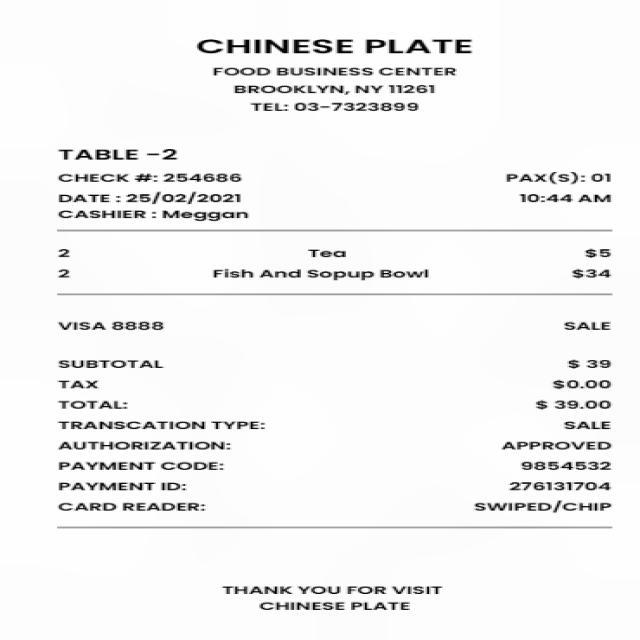 CHINESE PLATE
FOOD BUSINESS CENTER
BROOKLYN, NY 11261
TEL: 03-7323899
TABLE -2
CHECK #: 254686 PAX(S): 01
DATE : 25/02/2021 10:44 AM
CASHIER : Meggan
2 Tea $5
2 Fish And Sopup Bowl $34
VISA 8888 SALE
SUBTOTAL $ 39
TAX $0.00
TOTAL: $ 39.00
TRANSCATION TYPE: SALE
AUTHORIZATION: APPROVED
PAYMENT CODE: 9854532
PAYMENT ID: 276131704
CARD READER: SWIPED/CHIP
THANK YOU FOR VISIT
CHINESE PLATE